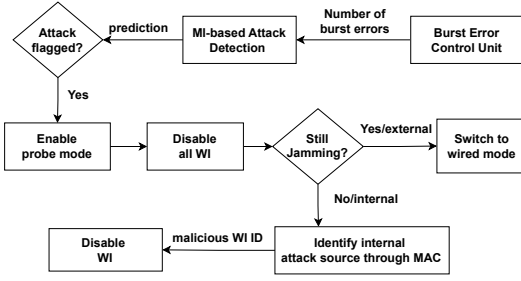 Attack
flagged?
prediction
MI-based Attack
Detection
Number of
burst errors
Burst Error
Control Unit
Yes
Enable
probe mode
Disable
all WI
Still
Jamming?
Yes/external
Switch to
wired mode
No/internal
Disable
WI
malicious WI ID
Identify internal
attack source through MAC